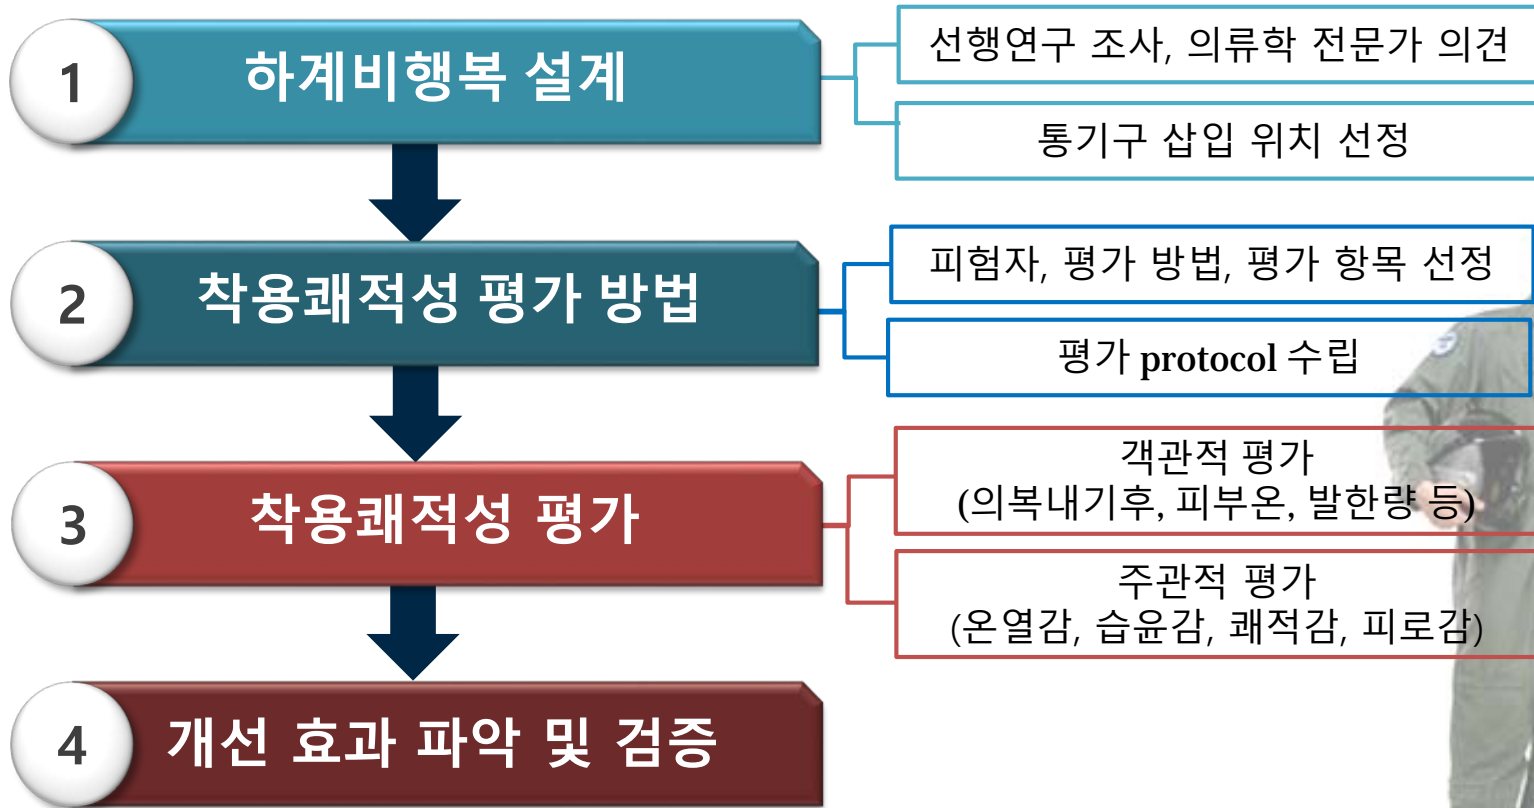 1
하계비행복 설계
선행연구 조사, 의류학 전문가 의견
통기구 삽입 위치 선정
2
착용쾌적성 평가 방법
피험자, 평가 방법, 평가 항목 선정
평가 protocol 수립
3
착용쾌적성 평가
객관적 평가
(의복내기후, 피부온, 발한량 등)
주관적 평가
(온열감, 습윤감, 쾌적감, 피로감)
4
개선 효과 파악 및 검증